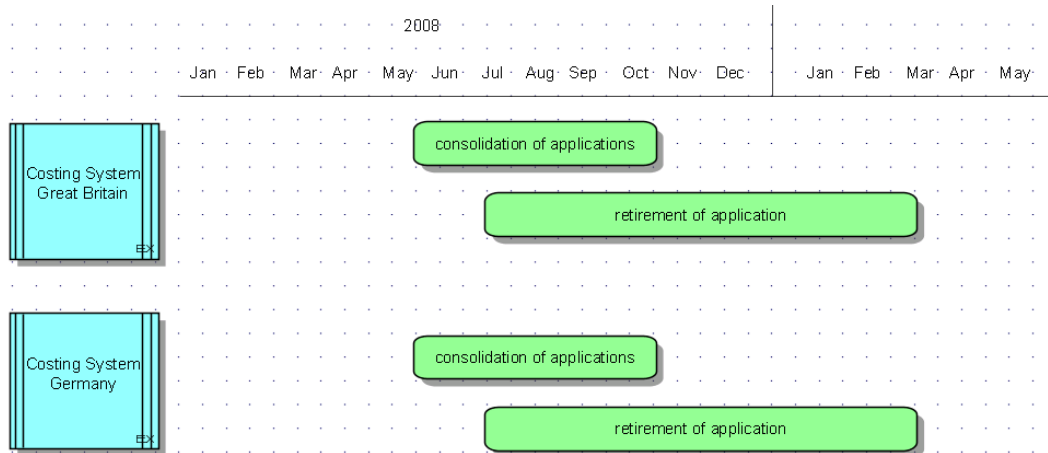 2008
Jan Feb Mar Apr May Jun Jul Aug Sep Oct Nov Dec Jan Feb Mar Apr May
consolidation of applications
Costing System
Great Britain
retirement of application
EX
consolidation of applications
Costing System
Germany
retirement of application
EX